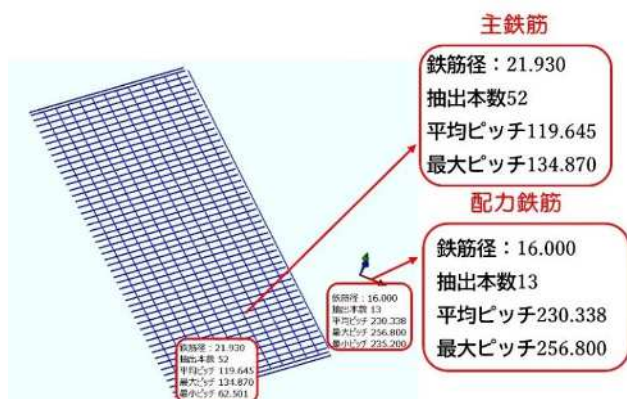 主鉄筋
鉄筋径：21.930
抽出本数52
平均ピッチ119.645
最大ピッチ134.870
配力鉄筋
鉄筋径：16.000
抽出本数13
平均ピッチ230.338
最大ピッチ256.800
鉄筋径：16.000
抽出本数 13
平均ピッチ 230.338
最大ピッチ 256.800
最小ピッチ 235.200
鉄筋径：21.930
抽出本数 52
平均ピッチ 119.645
最大ピッチ 134.870
最小ピッチ 62.501